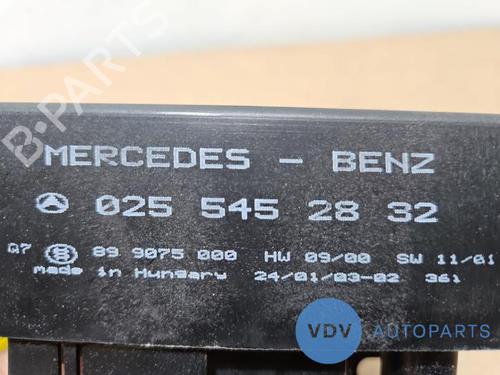 B-PARTS
MERCEDES - BENZ
025 545 28 32
Q7 89 9075 000 HW 09/00 SW 11/01
made in Hungary 24/01/03-02 361
VDV AUTOPARTS